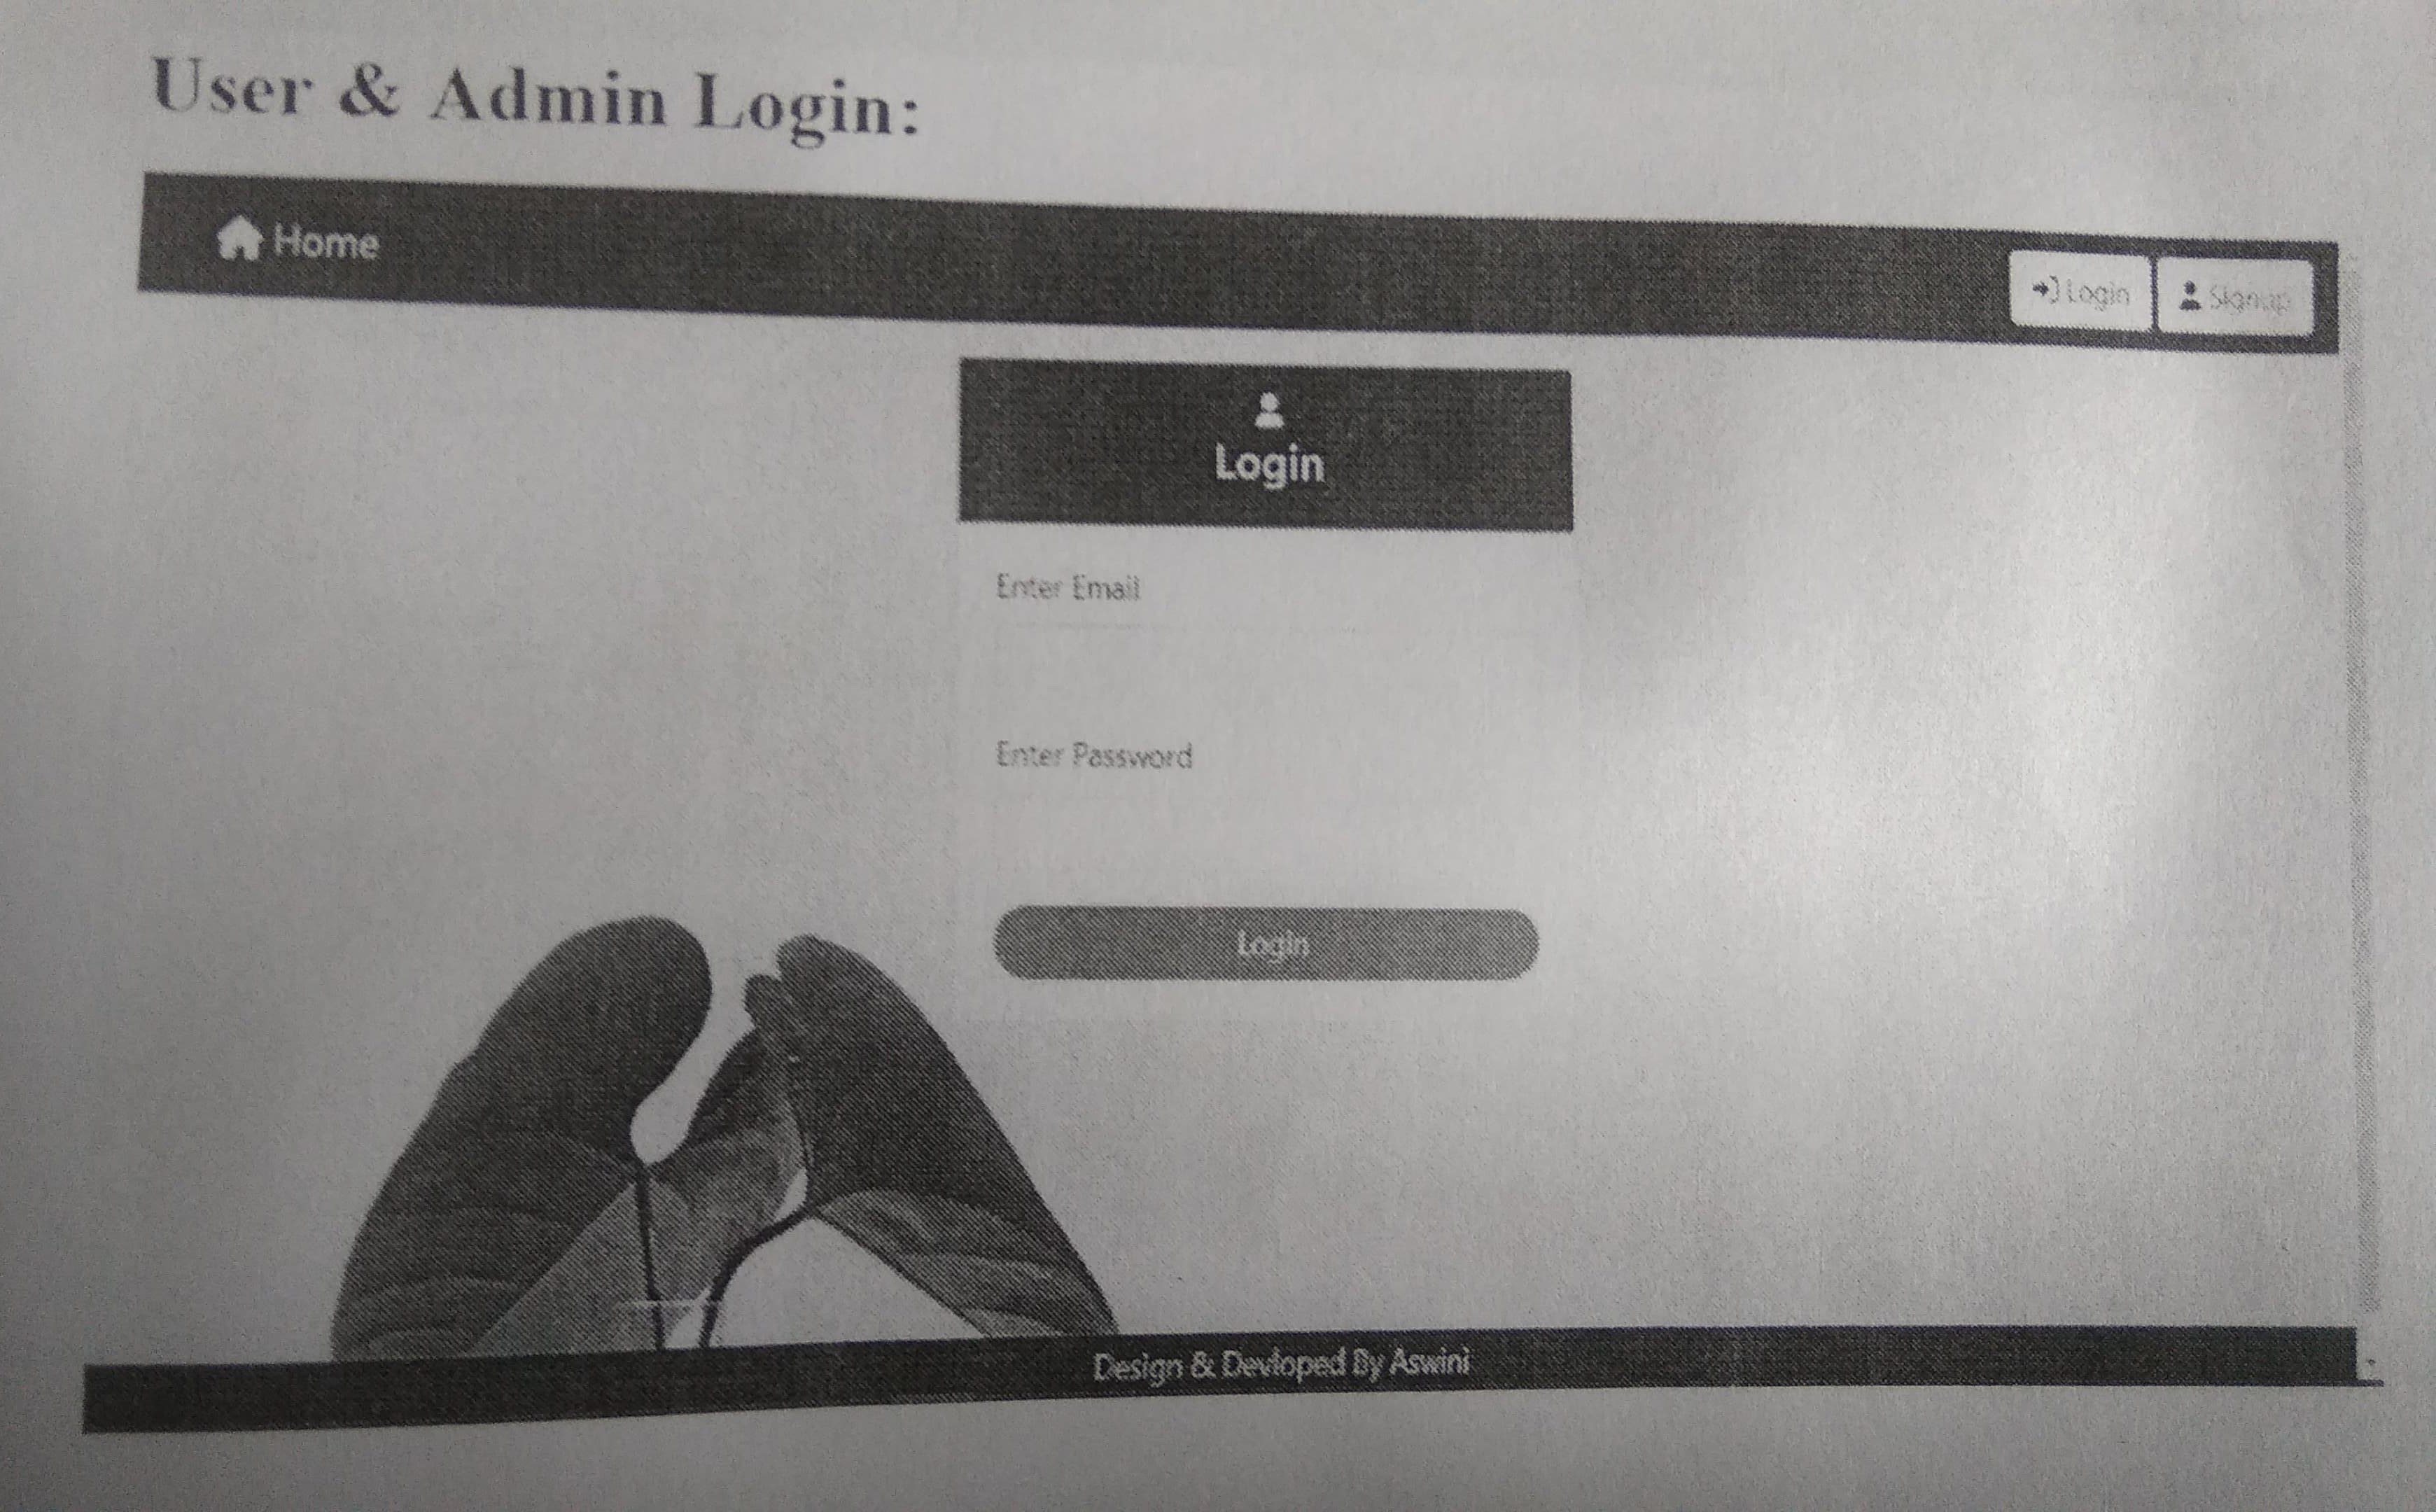 User & Admin Login:
Home
Login
Signup
Login
Enter Email
Enter Password
Login
Design & Devloped By Aswini